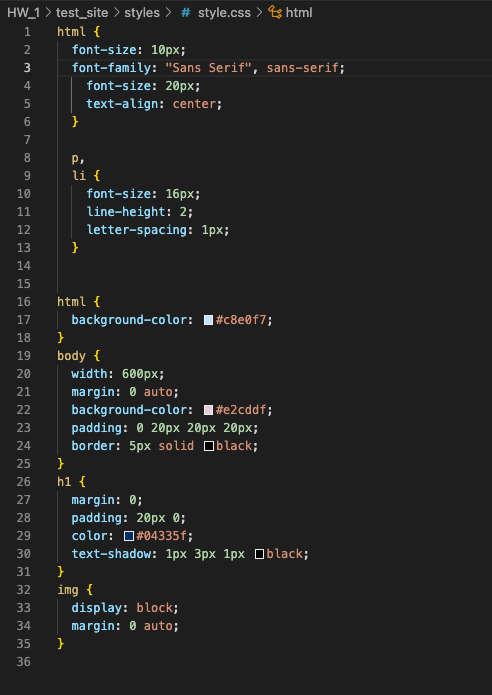 HW_1 > test_site > styles > # style.css > html
1 html {
2   font-size: 10px;
3   font-family: "Sans Serif", sans-serif;
4     font-size: 20px;
5     text-align: center;
6   }
7
8   p,
9   li {
10     font-size: 16px;
11     line-height: 2;
12     letter-spacing: 1px;
13   }
14
15
16 html {
17   background-color: #c8e0f7;
18 }
19 body {
20   width: 600px;
21   margin: 0 auto;
22   background-color: #e2cddf;
23   padding: 0 20px 20px 20px;
24   border: 5px solid black;
25 }
26 h1 {
27   margin: 0;
28   padding: 20px 0;
29   color: #04335f;
30   text-shadow: 1px 3px 1px black;
31 }
32 img {
33   display: block;
34   margin: 0 auto;
35 }
36